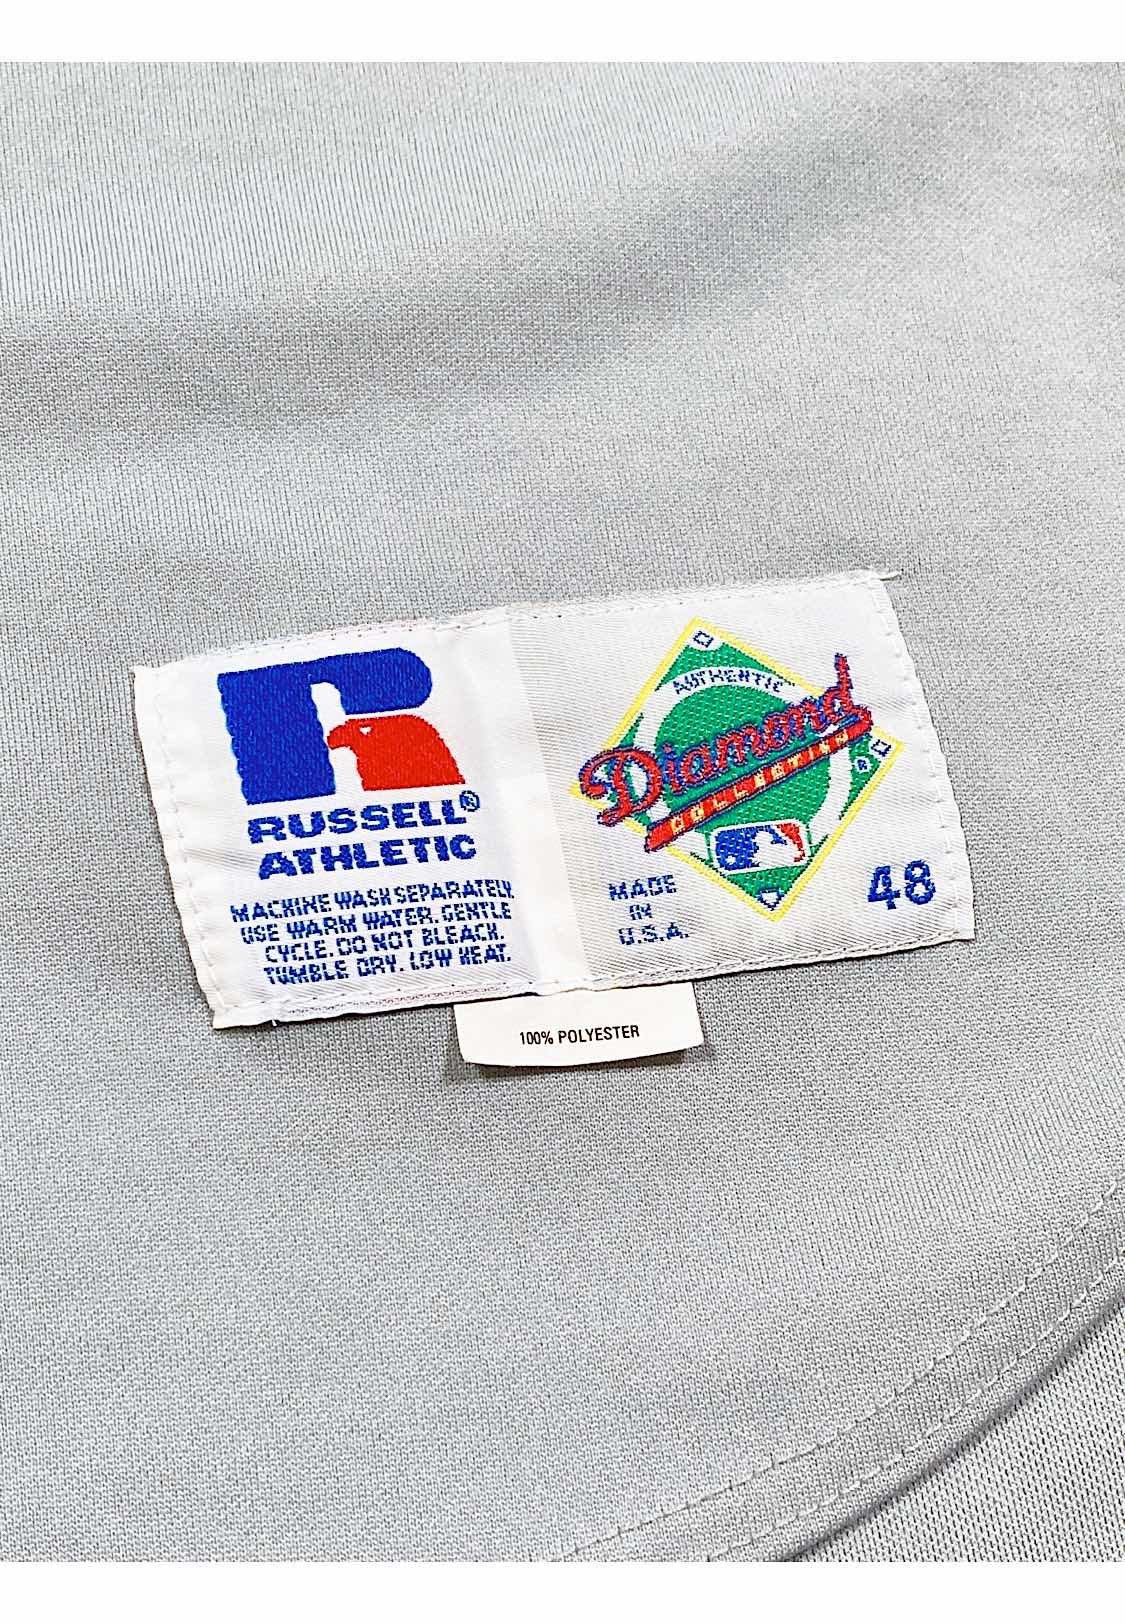 RUSSELL®
ATHLETIC
MACHINE WASH SEPARATELY.
USE WARM WATER. GENTLE
CYCLE. DO NOT BLEACH.
TUMBLE DRY. LOW HEAT.
AUTHENTIC
Diamond
COLLECTION
®
MADE
IN
U.S.A.
48
100% POLYESTER